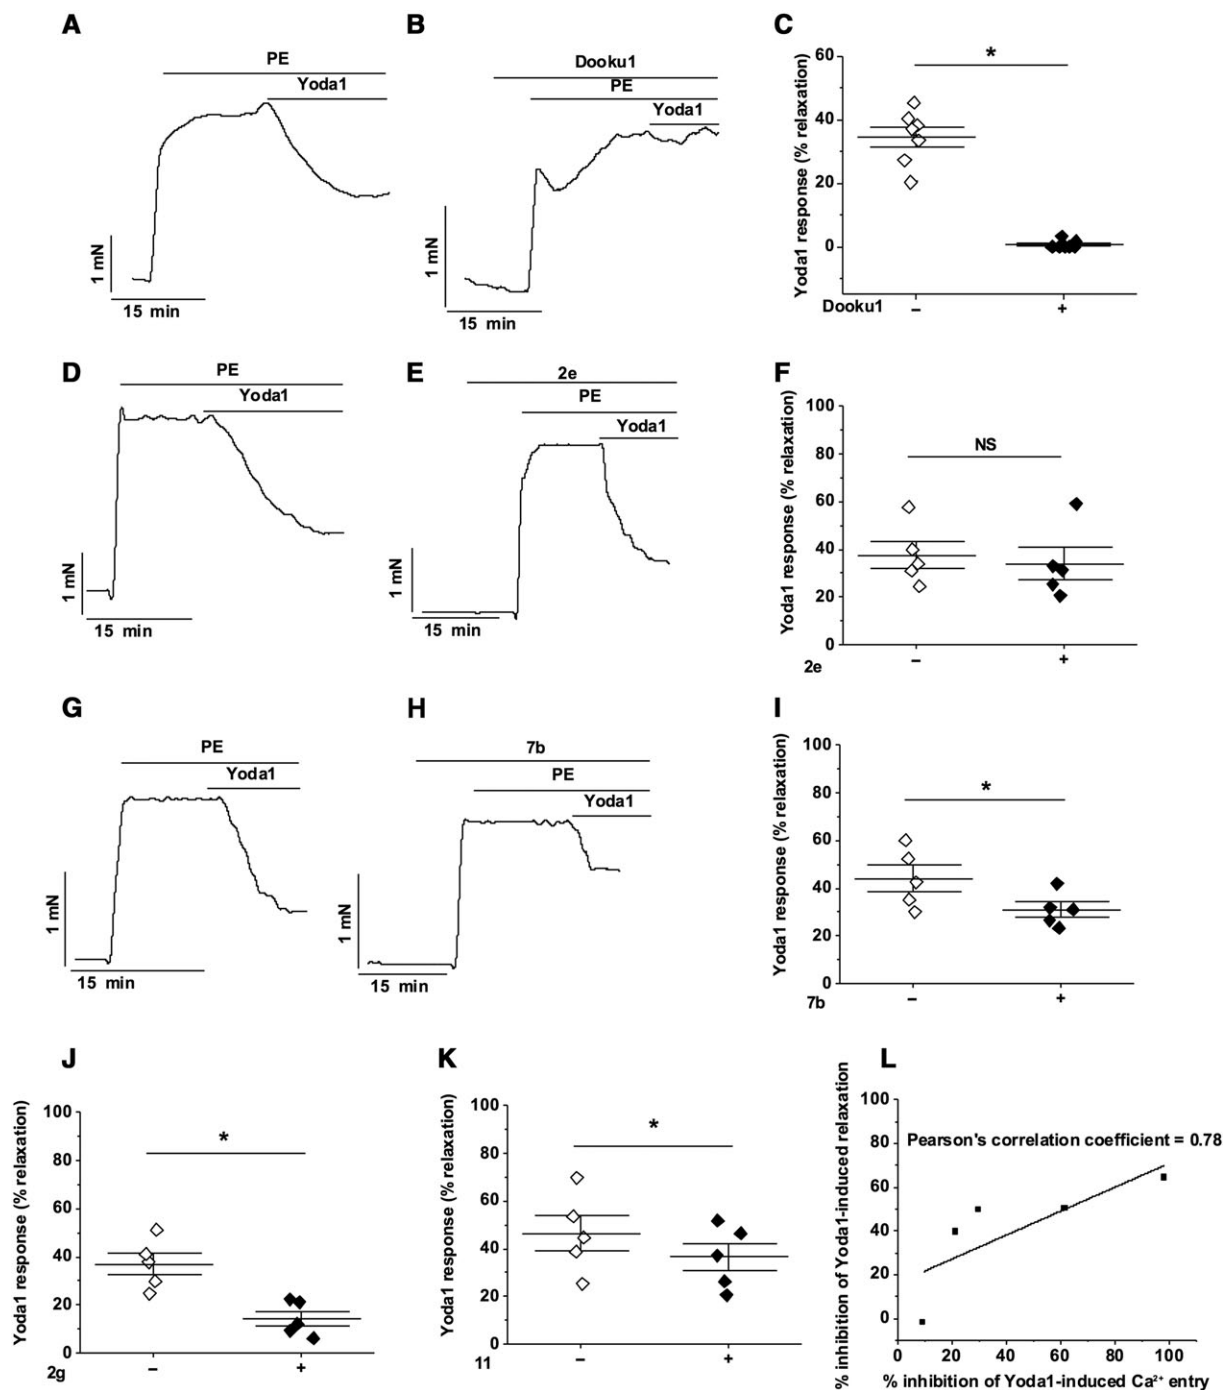 A
PE
Yoda1
1 mN
15 min
B
Dooku1
PE
Yoda1
1 mN
15 min
C
Yoda1 response (% relaxation)
60
40
20
0
*
Dooku1
− +
D
PE
Yoda1
1 mN
15 min
E
2e
PE
Yoda1
1 mN
15 min
F
Yoda1 response (% relaxation)
100
80
60
40
20
0
NS
2e
− +
G
PE
Yoda1
1 mN
15 min
H
7b
PE
Yoda1
1 mN
15 min
I
Yoda1 response (% relaxation)
100
80
60
40
20
0
*
7b
− +
J
Yoda1 response (% relaxation)
100
80
60
40
20
0
*
2g
− +
K
Yoda1 response (% relaxation)
100
80
60
40
20
0
*
11
− +
L
% inhibition of Yoda1-induced relaxation
100
80
60
40
20
0
Pearson's correlation coefficient = 0.78
0 20 40 60 80 100
% inhibition of Yoda1-induced Ca²⁺ entry